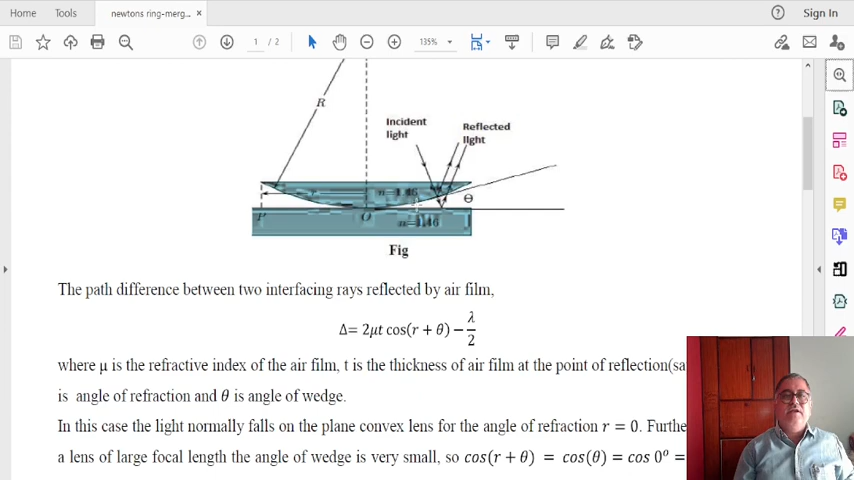 Home Tools newtons ring-merg... × ? Sign In
1 / 2 135%
R
Incident light
Reflected light
n=1.46
Θ
P O
n=1.46
Fig
The path difference between two interfacing rays reflected by air film,
Δ= 2μt cos(r + θ) − λ/2
where μ is the refractive index of the air film, t is the thickness of air film at the point of reflection(sa
is angle of refraction and θ is angle of wedge.
In this case the light normally falls on the plane convex lens for the angle of refraction r = 0. Furthe
a lens of large focal length the angle of wedge is very small, so cos(r + θ) = cos(θ) = cos 0° =